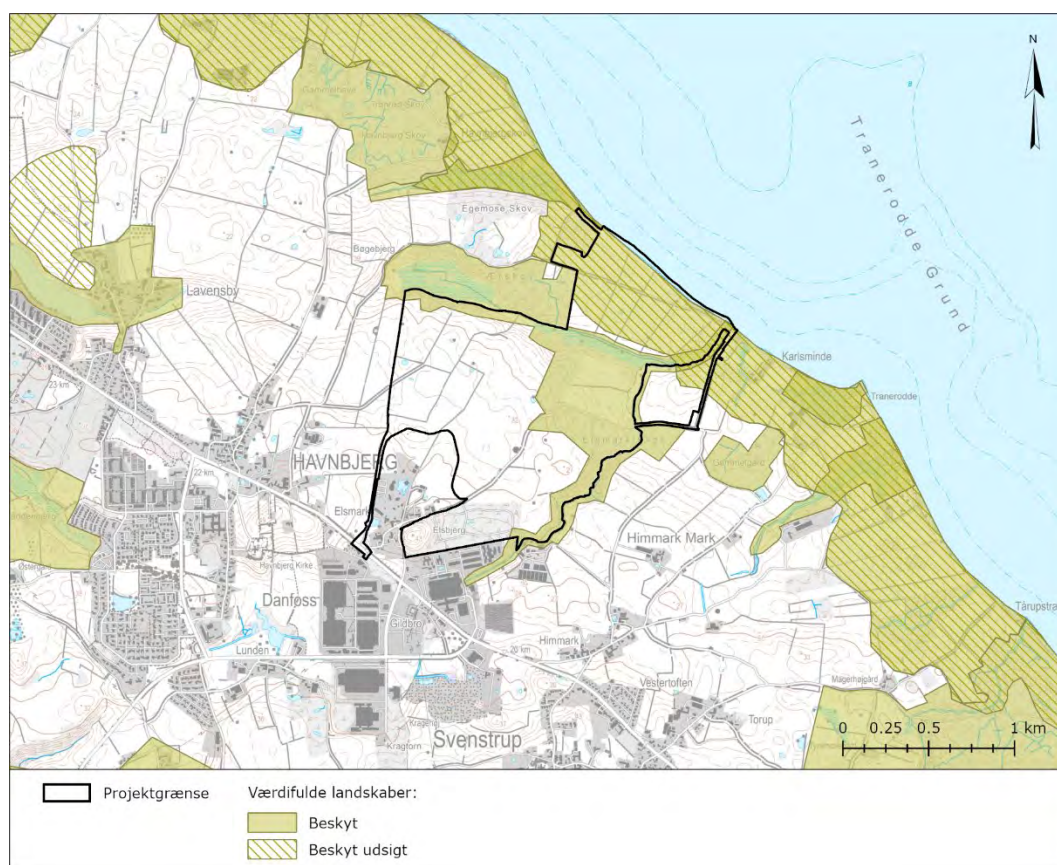 N
Tranerodde Grund
Egemose Skov
Bøgebjerg
Lavensby
Karlsminde
Tranerodde
23 km
22 km
HAVNBJERG
Elsmark
Elsbjerg
Himmark Mark
Havnbjerg Kirke
Danfoss
Gildbro
Lunden
20 km
Himmark
Vestertoften
Magerhøjgård
Torup
Svenstrup
0 0.25 0.5 1 km
Projektgrænse
Værdifulde landskaber:
Beskyt
Beskyt udsigt